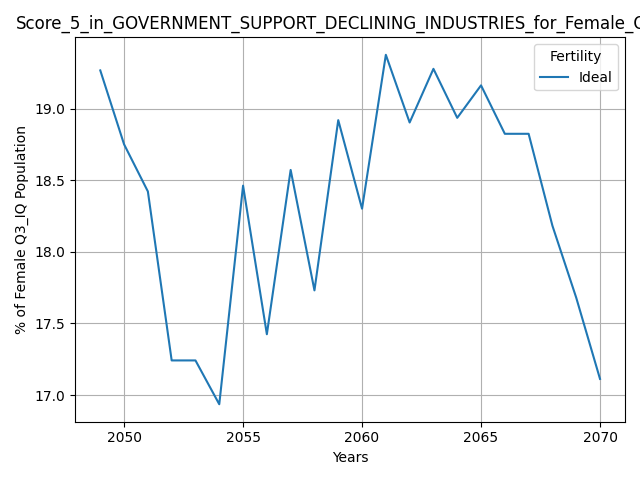 Score_5_in_GOVERNMENT_SUPPORT_DECLINING_INDUSTRIES_for_Female_
Fertility
Ideal
19.0
18.5
18.0
17.5
17.0
% of Female Q3_IQ Population
2050 2055 2060 2065 2070
Years